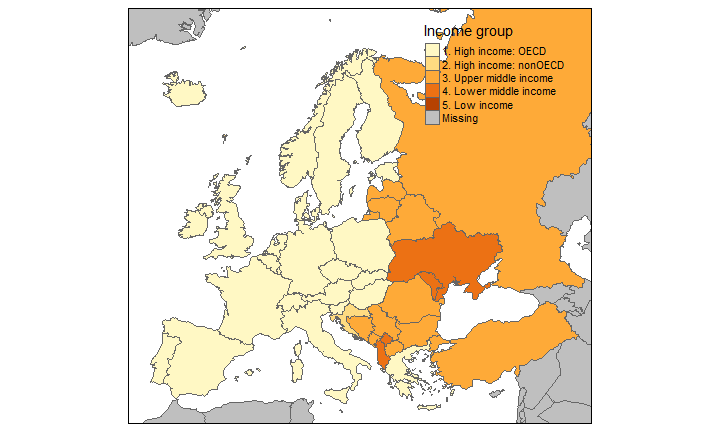 Income group
1. High income: OECD
2. High income: nonOECD
3. Upper middle income
4. Lower middle income
5. Low income
Missing